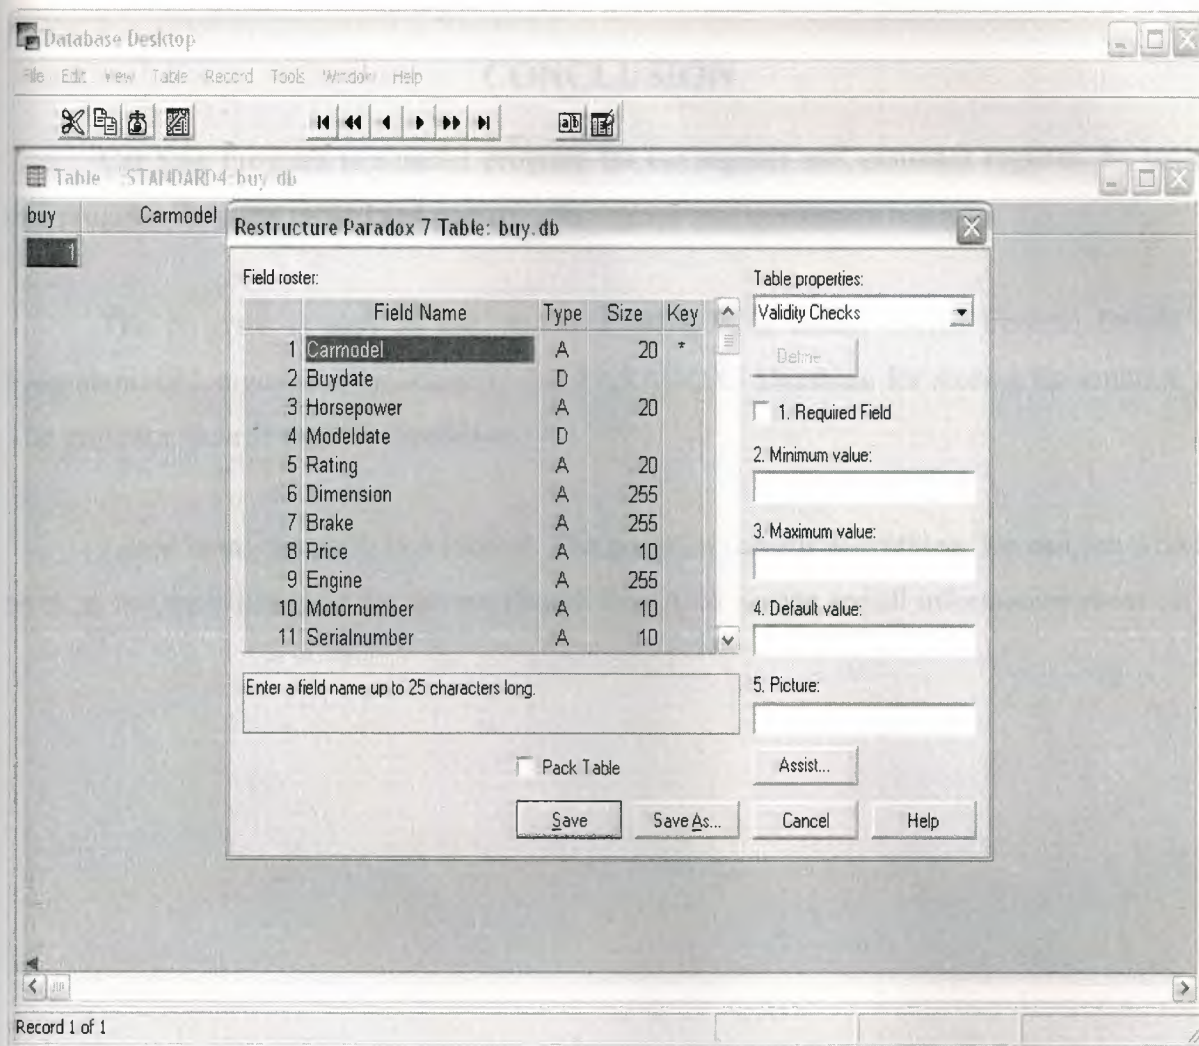 Database Desktop
File Edit View Table Record Tools Window Help
CONCLUSION
Table :STANDARD4:buy.db
buy Carmodel
1
Restructure Paradox 7 Table: buy.db
Field roster:
Field Name Type Size Key
1 Carmodel A 20 *
2 Buydate D
3 Horsepower A 20
4 Modeldate D
5 Rating A 20
6 Dimension A 255
7 Brake A 255
8 Price A 10
9 Engine A 255
10 Motornumber A 10
11 Serialnumber A 10
Enter a field name up to 25 characters long.
Pack Table
Table properties:
Validity Checks
Define
1. Required Field
2. Minimum value:
3. Maximum value:
4. Default value:
5. Picture:
Assist...
Save Save As... Cancel Help
Record 1 of 1